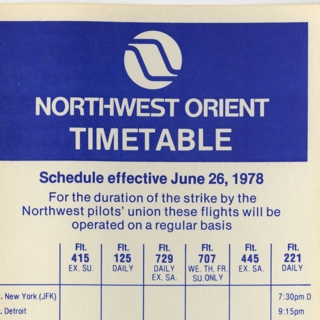 NORTHWEST ORIENT
TIMETABLE
Schedule effective June 26, 1978
For the duration of the strike by the
Northwest pilots' union these flights will be
operated on a regular basis
Flt. Flt. Flt. Flt. Flt. Flt.
415 125 729 707 445 221
EX. SU. DAILY DAILY WE. TH. FR. EX. SA. DAILY
EX. SA. SU. ONLY
. New York (JFK) 7:30pm D
. Detroit 9:15pm